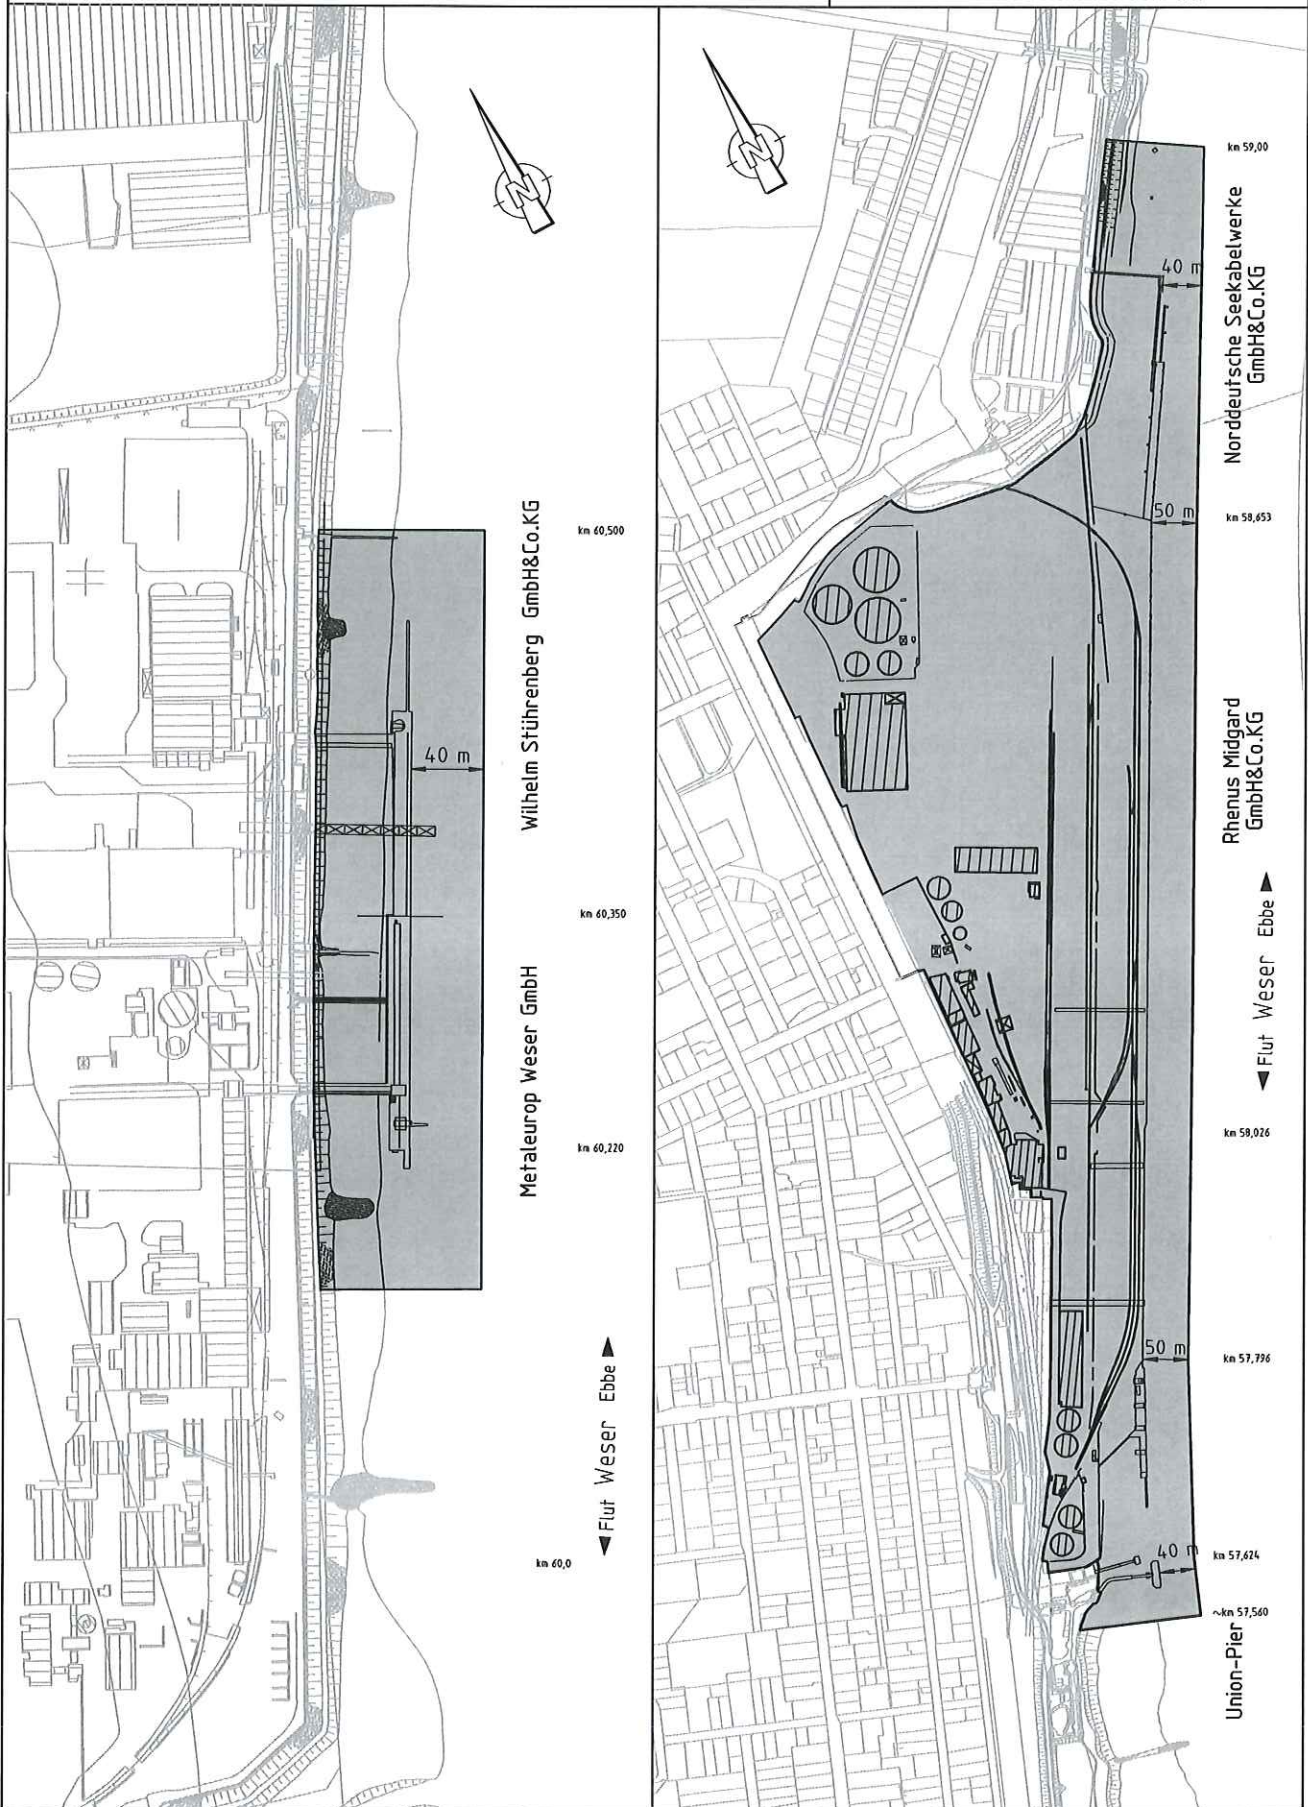 N
km 60,500
Wilhelm Stührenberg GmbH&Co.KG
40 m
km 60,350
Metaleurop Weser GmbH
km 60,220
◄Flut Weser Ebbe►
km 60,0
N
km 59,00
40 m
Norddeutsche Seekabelwerke
GmbH&Co.KG
50 m
km 58,653
Rhenus Midgard
GmbH&Co.KG
◄Flut Weser Ebbe►
km 58,026
50 m
km 57,796
40 m
km 57,624
~km 57,560
Union-Pier